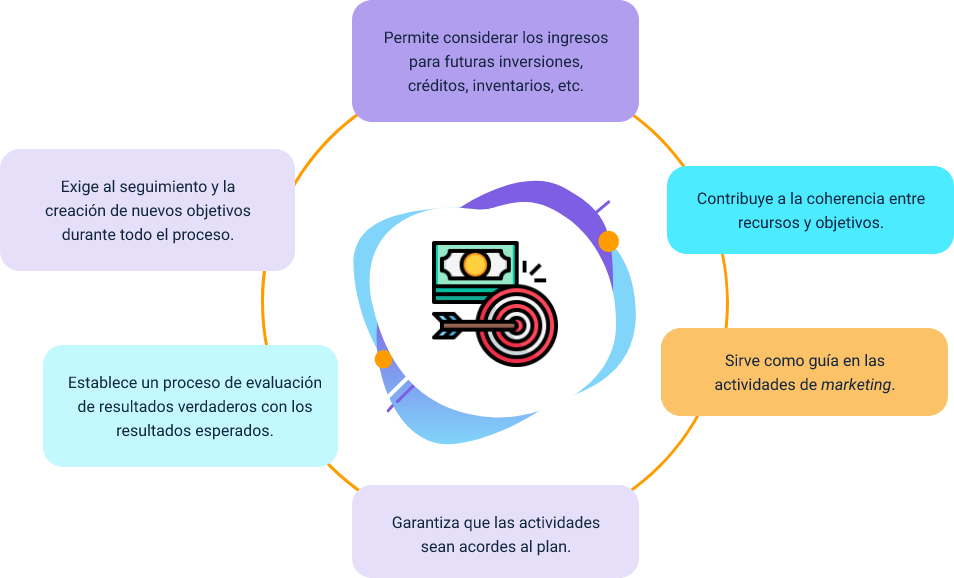 Permite considerar los ingresos
para futuras inversiones,
créditos, inventarios, etc.
Contribuye a la coherencia entre
recursos y objetivos.
Sirve como guía en las
actividades de marketing.
Garantiza que las actividades
sean acordes al plan.
Establece un proceso de evaluación
de resultados verdaderos con los
resultados esperados.
Exige al seguimiento y la
creación de nuevos objetivos
durante todo el proceso.